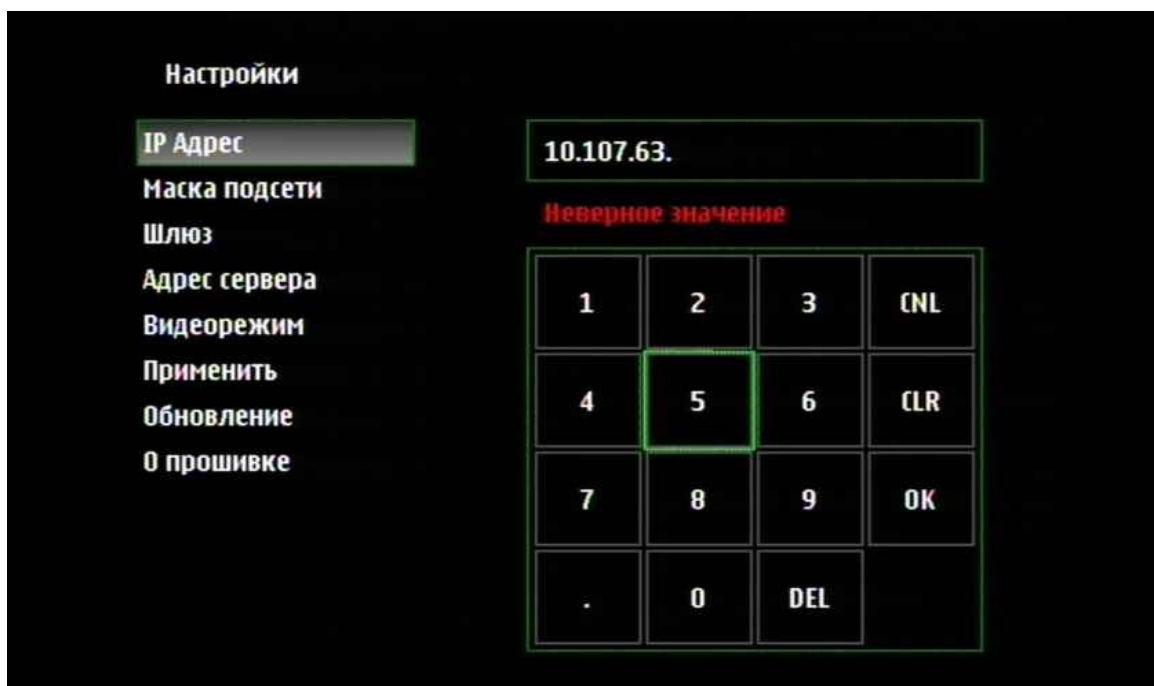 Настройки
IP Адрес
Маска подсети
Шлюз
Адрес сервера
Видеорежим
Применить
Обновление
О прошивке
10.107.63.
Неверное значение
1 2 3 CNL
4 5 6 CLR
7 8 9 OK
. 0 DEL